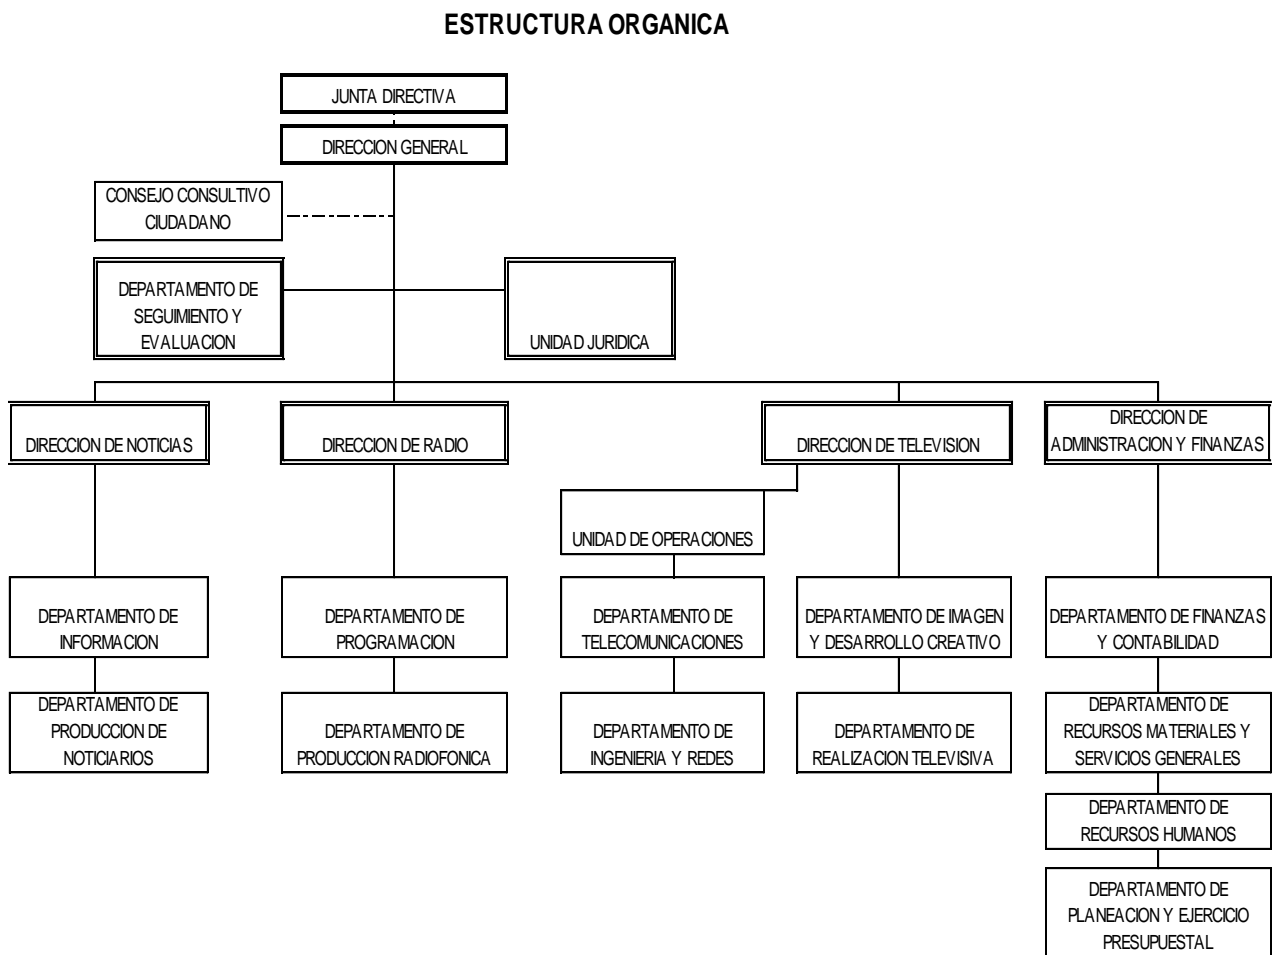 ESTRUCTURA ORGANICA
JUNTA DIRECTIVA
DIRECCION GENERAL
CONSEJO CONSULTIVO
CIUDADANO
DEPARTAMENTO DE
SEGUIMIENTO Y
EVALUACION
UNIDAD JURIDICA
DIRECCION DE NOTICIAS
DIRECCION DE RADIO
DIRECCION DE TELEVISION
DIRECCION DE
ADMINISTRACION Y FINANZAS
UNIDAD DE OPERACIONES
DEPARTAMENTO DE
INFORMACION
DEPARTAMENTO DE
PROGRAMACION
DEPARTAMENTO DE
TELECOMUNICACIONES
DEPARTAMENTO DE IMAGEN
Y DESARROLLO CREATIVO
DEPARTAMENTO DE FINANZAS
Y CONTABILIDAD
DEPARTAMENTO DE
PRODUCCION DE
NOTICIARIOS
DEPARTAMENTO DE
PRODUCCION RADIOFONICA
DEPARTAMENTO DE
INGENIERIA Y REDES
DEPARTAMENTO DE
REALIZACION TELEVISIVA
DEPARTAMENTO DE
RECURSOS MATERIALES Y
SERVICIOS GENERALES
DEPARTAMENTO DE
RECURSOS HUMANOS
DEPARTAMENTO DE
PLANEACION Y EJERCICIO
PRESUPUESTAL